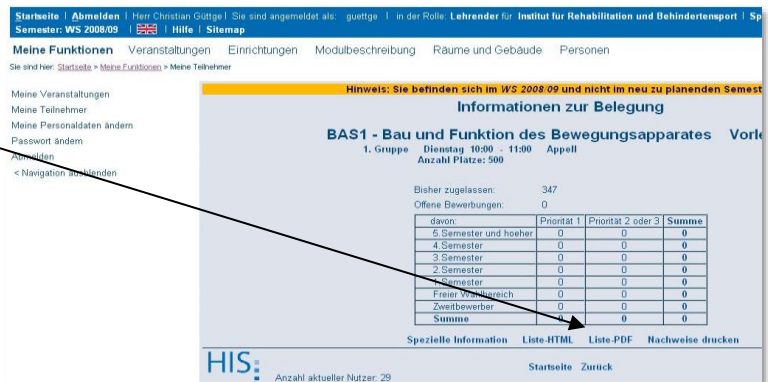 Startseite | Abmelden | Herr Christian Güttge | Sie sind angemeldet als: guettge | in der Rolle: Lehrender für Institut für Rehabilitation und Behindertensport | Sp
Semester: WS 2008/09 | | Hilfe | Sitemap
Meine Funktionen Veranstaltungen Einrichtungen Modulbeschreibung Räume und Gebäude Personen
Sie sind hier: Startseite » Meine Funktionen » Meine Teilnehmer
Hinweis: Sie befinden sich im WS 2008/09 und nicht im neu zu planenden Semest
Meine Veranstaltungen
Meine Teilnehmer
Meine Personaldaten ändern
Passwort ändern
Abmelden
< Navigation ausblenden
Informationen zur Belegung
BAS1 - Bau und Funktion des Bewegungsapparates Vorle
1. Gruppe Dienstag 10:00 - 11:00 Appell
Anzahl Plätze: 500
Bisher zugelassen: 347
Offene Bewerbungen: 0
davon: Priorität 1 Priorität 2 oder 3 Summe
5.Semester und hoeher 0 0 0
4.Semester 0 0 0
3.Semester 0 0 0
2.Semester 0 0 0
1.Semester 0 0 0
Freier Wahlbereich 0 0 0
Zweitbewerber 0 0 0
Summe 0 0 0
Spezielle Information Liste-HTML Liste-PDF Nachweise drucken
HIS: Anzahl aktueller Nutzer: 29
Startseite Zurück